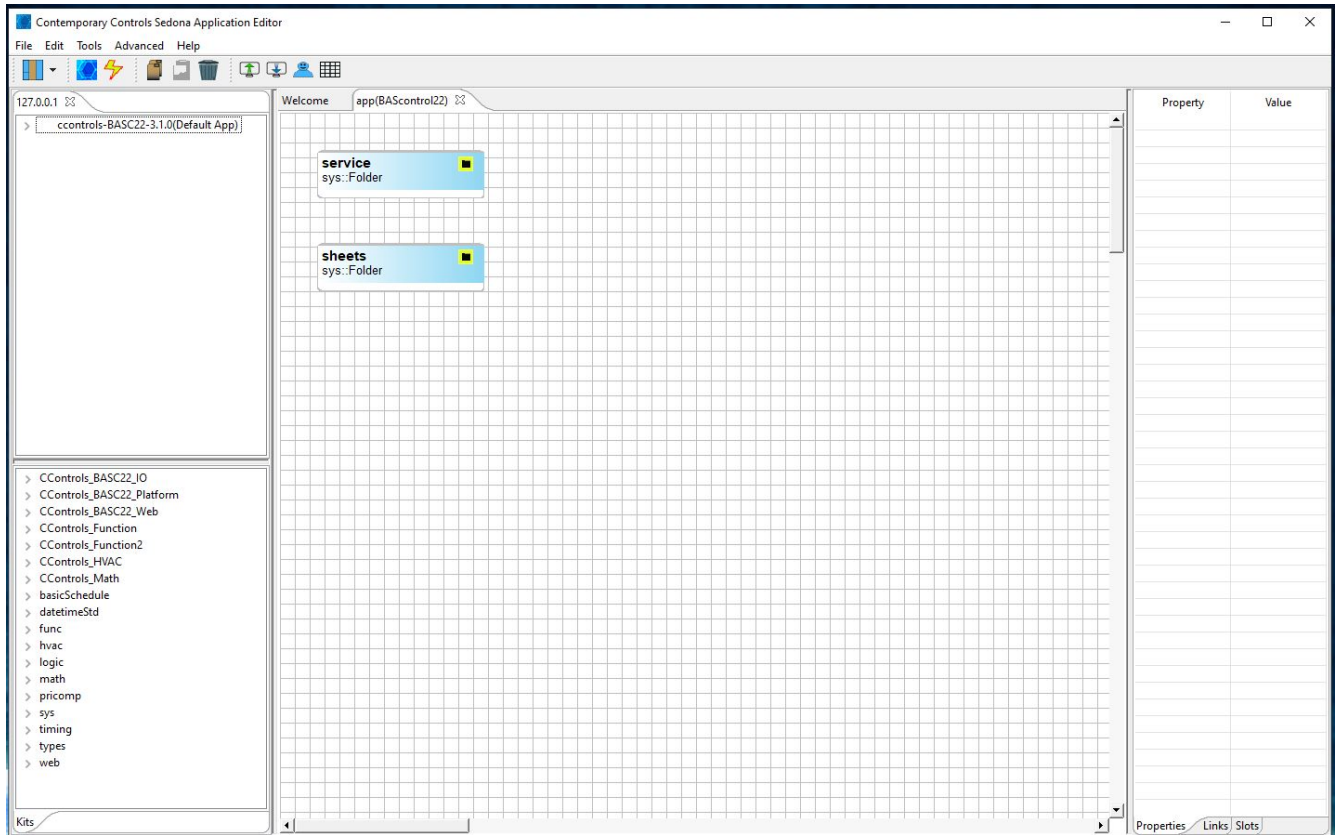 Contemporary Controls Sedona Application Editor
File Edit Tools Advanced Help
127.0.0.1
ccontrols-BASC22-3.1.0(Default App)
CControls_BASC22_IO
CControls_BASC22_Platform
CControls_BASC22_Web
CControls_Function
CControls_Function2
CControls_HVAC
CControls_Math
basicSchedule
datetimeStd
func
hvac
logic
math
pricomp
sys
timing
types
web
Kits
Welcome app(BAScontrol22)
service
sys::Folder
sheets
sys::Folder
Property Value
Properties Links Slots